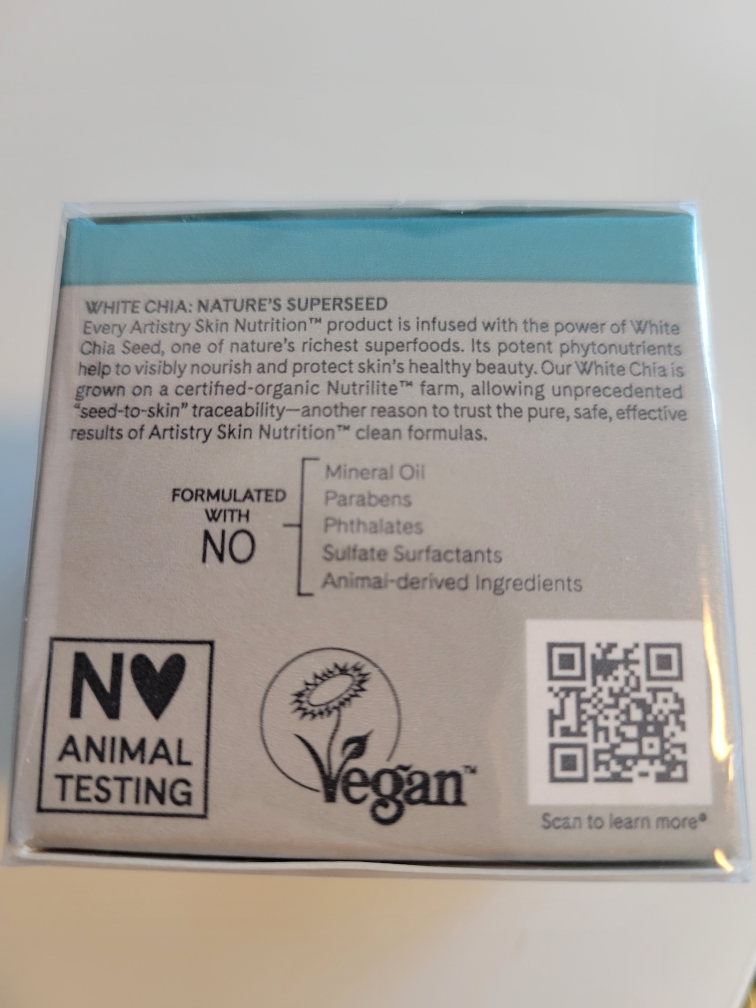 WHITE CHIA: NATURE'S SUPERSEED
Every Artistry Skin Nutrition™ product is infused with the power of White
Chia Seed, one of nature's richest superfoods. Its potent phytonutrients
help to visibly nourish and protect skin's healthy beauty. Our White Chia is
grown on a certified-organic Nutrilite™ farm, allowing unprecedented
"seed-to-skin" traceability—another reason to trust the pure, safe, effective
results of Artistry Skin Nutrition™ clean formulas.
FORMULATED
WITH
NO
Mineral Oil
Parabens
Phthalates
Sulfate Surfactants
Animal-derived Ingredients
N♥
ANIMAL
TESTING
Vegan™
Scan to learn more®